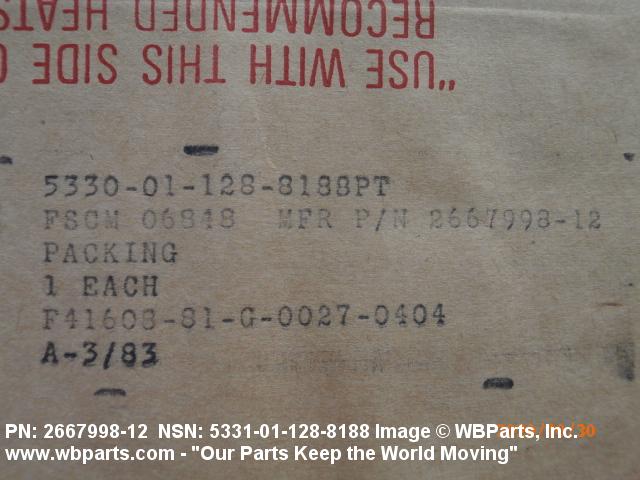 RECOMMENDED HEATS
"USE WITH THIS SIDE
5330-01-128-8188PT
FSCM 06848 MFR P/N 2667998-12
PACKING
1 EACH
F41608-81-G-0027-0404
A-3/83
PN: 2667998-12 NSN: 5331-01-128-8188 Image © WBParts, Inc.
www.wbparts.com - "Our Parts Keep the World Moving"